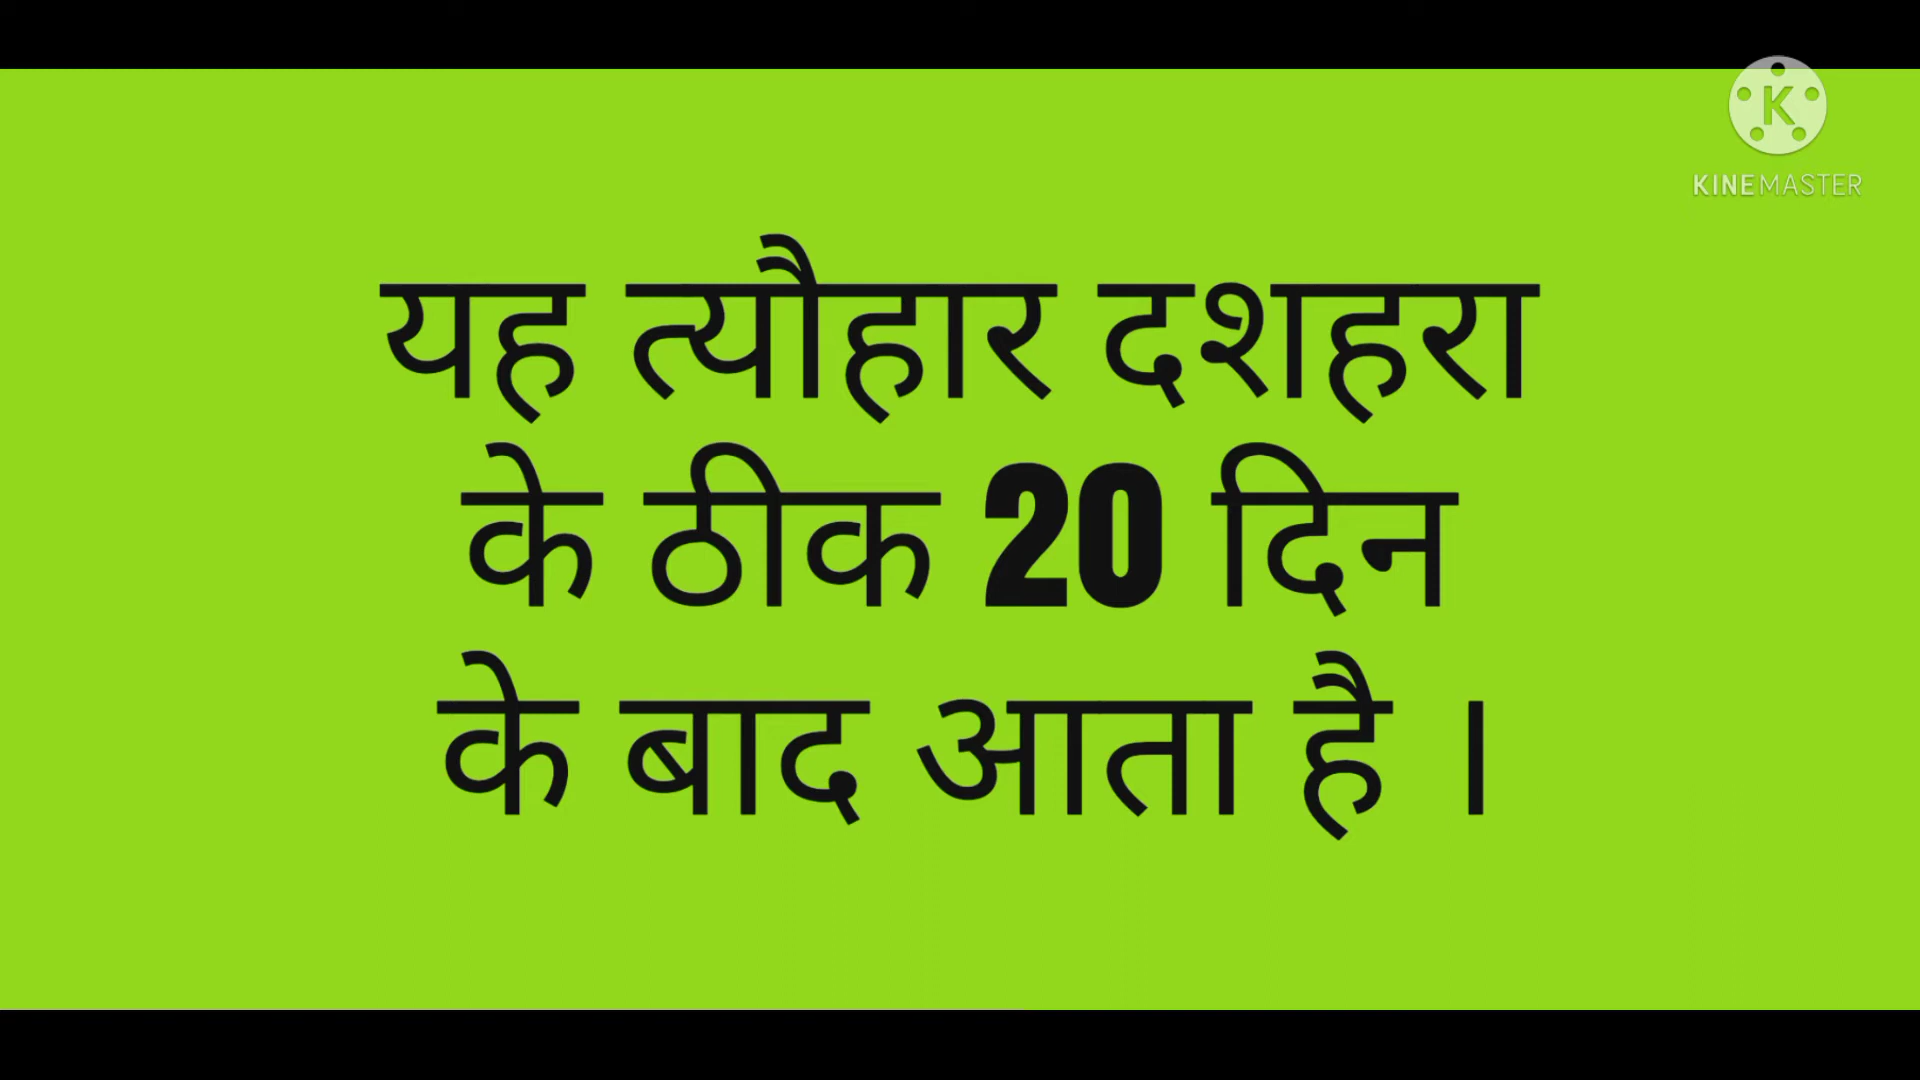 KINEMASTER
यह त्यौहार दशहरा
के ठीक 20 दिन
के बाद आता है ।